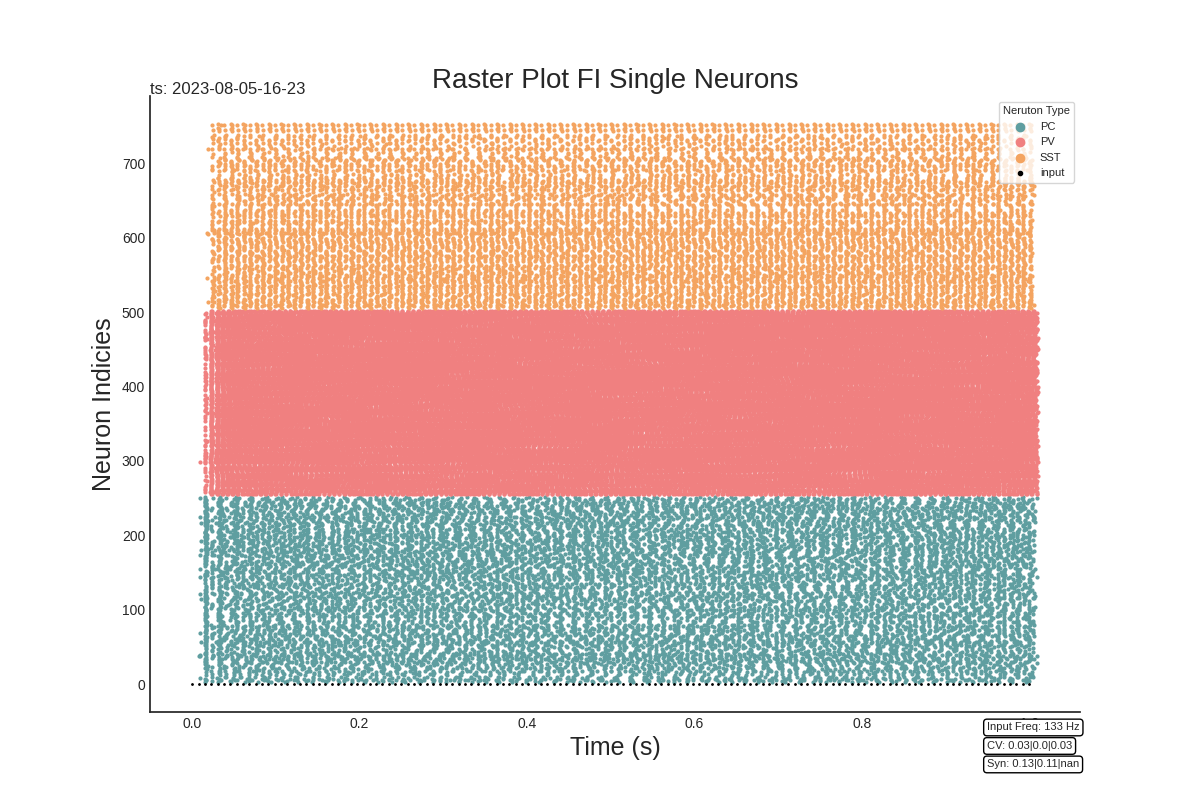 Raster Plot FI Single Neurons
ts: 2023-08-05-16-23
Neruton Type
PC
PV
SST
input
Neuron Indicies
700
600
500
400
300
200
100
0
0.0 0.2 0.4 0.6 0.8
Time (s)
Input Freq: 133 Hz
CV: 0.03|0.0|0.03
Syn: 0.13|0.11|nan